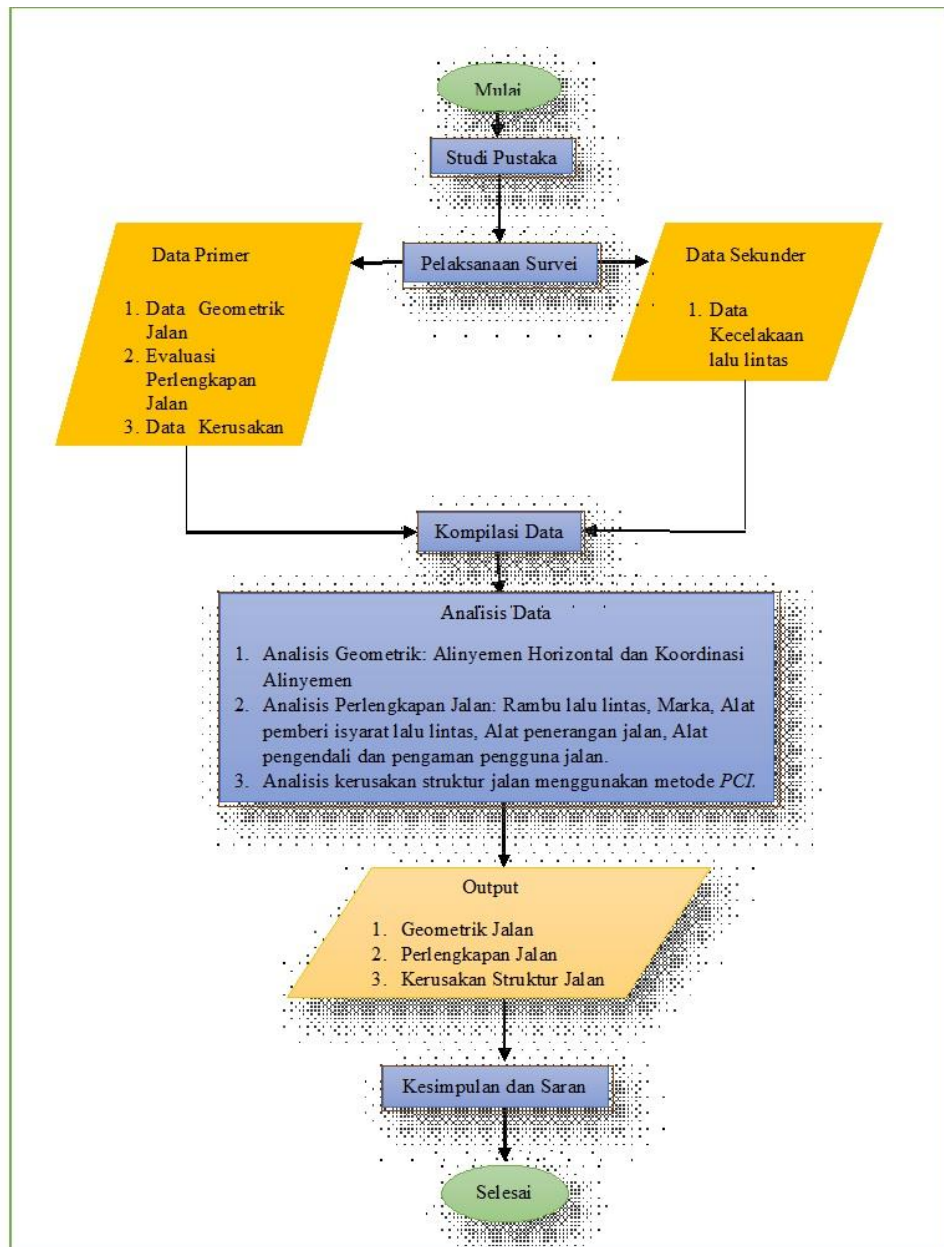 Mulai
Studi Pustaka
Pelaksanaan Survei
Data Primer
1. Data Geometrik
Jalan
2. Evaluasi
Perlengkapan
Jalan
3. Data Kerusakan
Data Sekunder
1. Data
Kecelakaan
lalu lintas
Kompilasi Data
Analisis Data
1. Analisis Geometrik: Alinyemen Horizontal dan Koordinasi
Alinyemen
2. Analisis Perlengkapan Jalan: Rambu lalu lintas, Marka, Alat
pemberi isyarat lalu lintas, Alat penerangan jalan, Alat
pengendali dan pengaman pengguna jalan.
3. Analisis kerusakan struktur jalan menggunakan metode PCI.
Output
1. Geometrik Jalan
2. Perlengkapan Jalan
3. Kerusakan Struktur Jalan
Kesimpulan dan Saran
Selesai